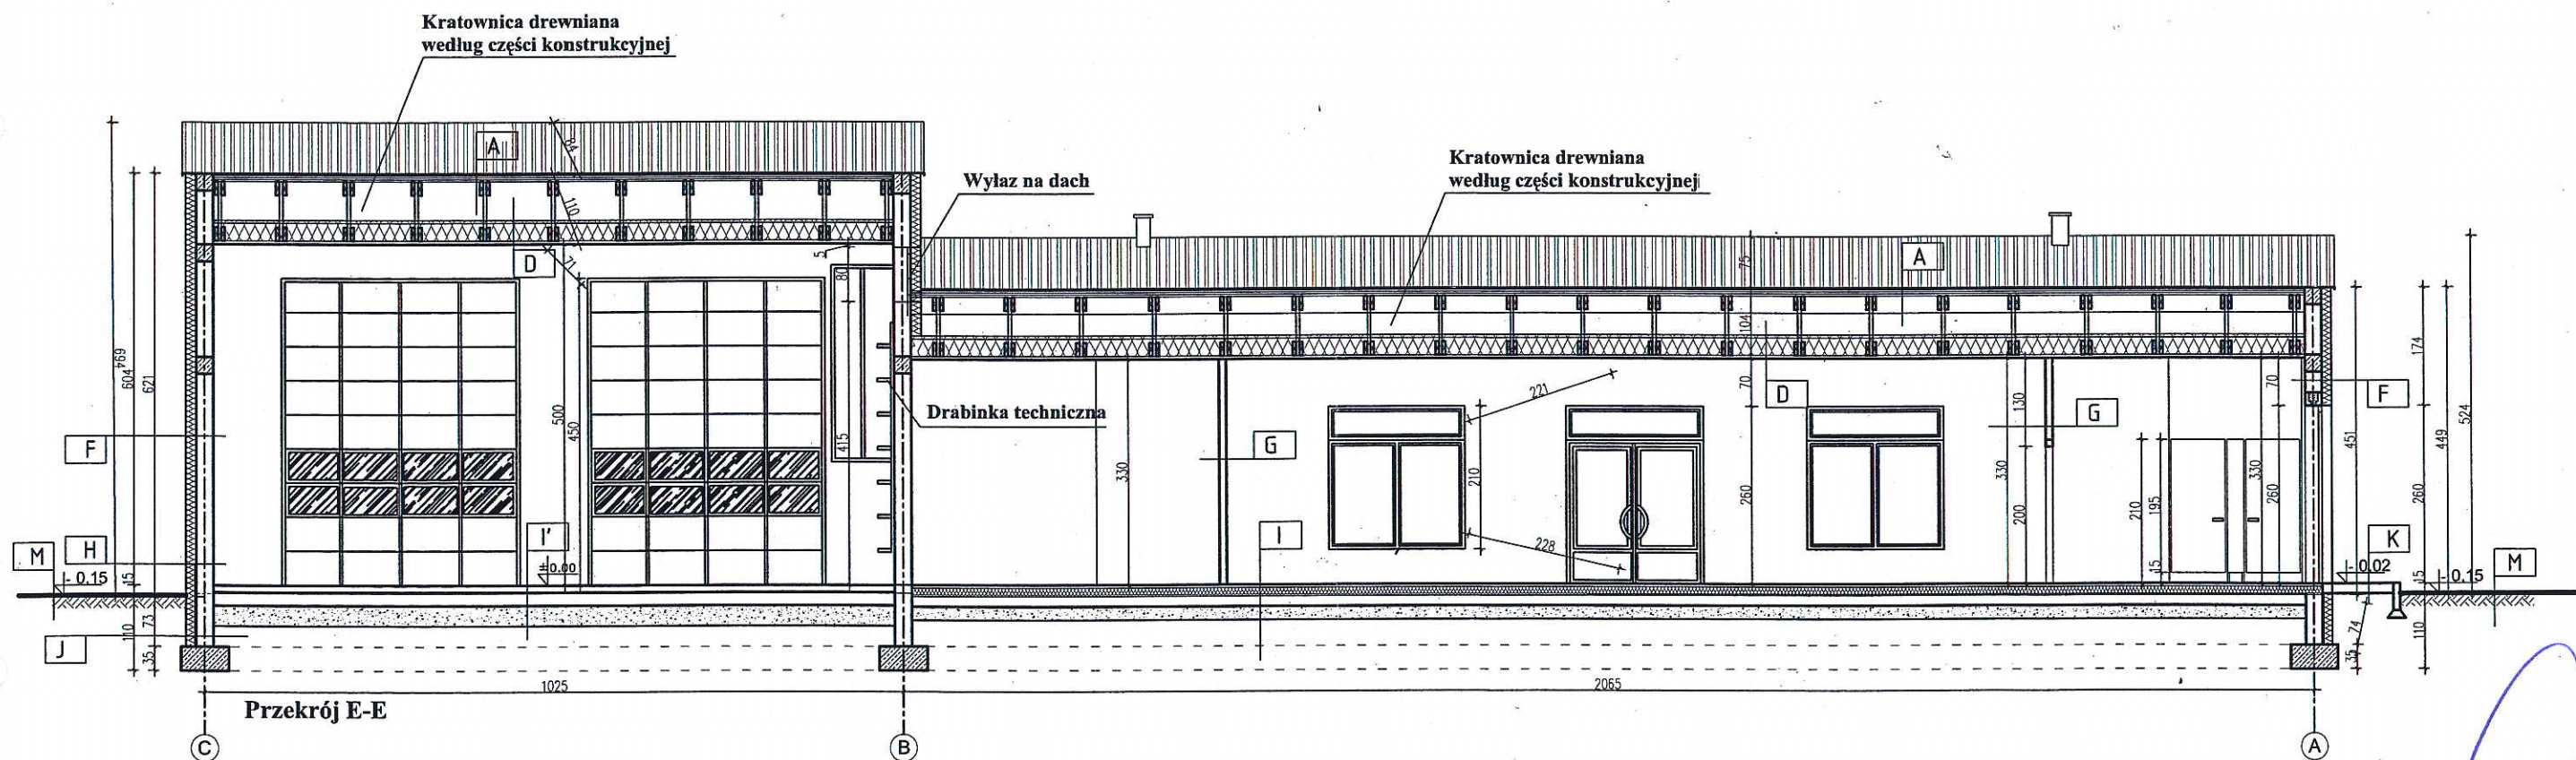 Kratownica drewniana
według części konstrukcyjnej
A
84
110
D
71
5
80
Wyłaz na dach
Kratownica drewniana
według części konstrukcyjnej
A
75
104
694
604
621
500
450
415
Drabinka techniczna
330
G
221
210
228
70
260
D
130
330
200
G
70
210
195
15
330
260
F
451
174
449
524
260
F
H
M
- 0.15
15
I'
±0.00
I
K
- 0.02
M
- 0.15
15
J
110
73
35
74
35
110
1025
2065
Przekrój E-E
C
B
A